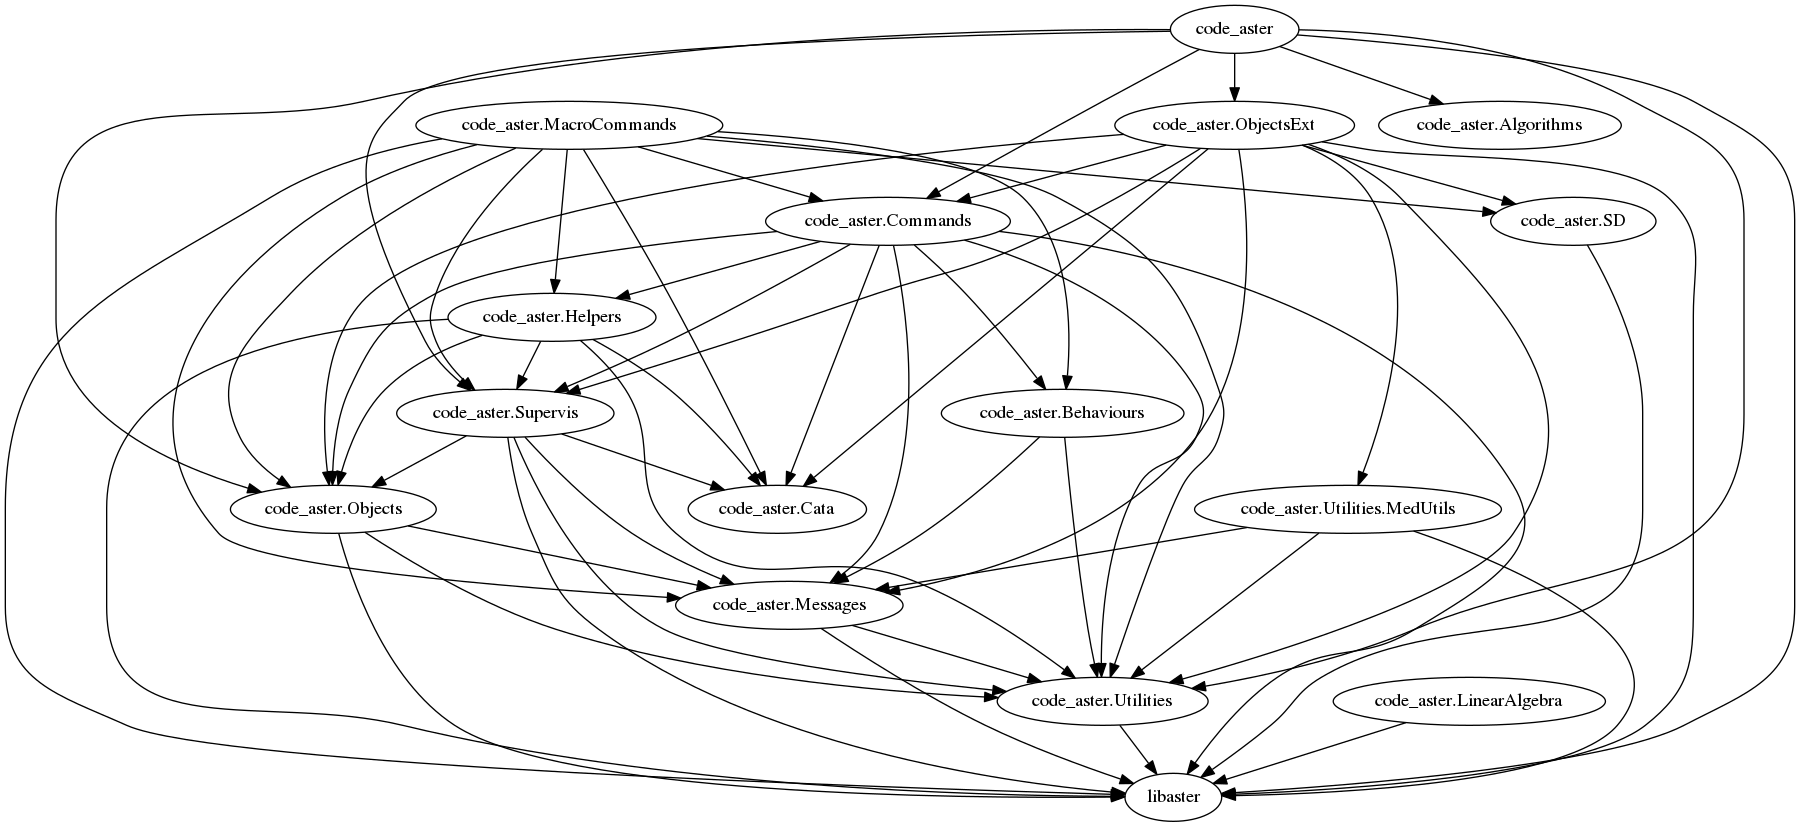 code_aster
code_aster.MacroCommands
code_aster.ObjectsExt
code_aster.Algorithms
code_aster.Commands
code_aster.SD
code_aster.Helpers
code_aster.Supervis
code_aster.Behaviours
code_aster.Objects
code_aster.Cata
code_aster.Utilities.MedUtils
code_aster.Messages
code_aster.Utilities
code_aster.LinearAlgebra
libaster